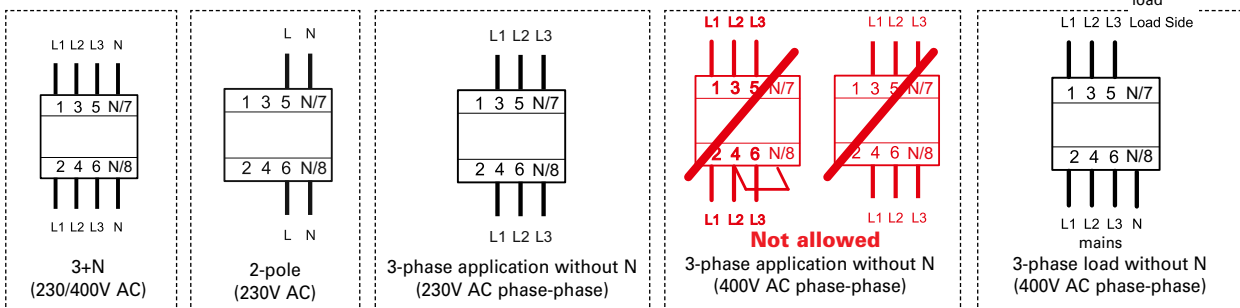 L1 L2 L3 N
1 3 5 N/7
2 4 6 N/8
L1 L2 L3 N
3+N
(230/400V AC)
L N
1 3 5 N/7
2 4 6 N/8
L N
2-pole
(230V AC)
L1 L2 L3
1 3 5 N/7
2 4 6 N/8
L1 L2 L3
3-phase application without N
(230V AC phase-phase)
L1 L2 L3
1 3 5 N/7
2 4 6 N/8
L1 L2 L3
L1 L2 L3
1 3 5 N/7
2 4 6 N/8
L1 L2 L3
Not allowed
3-phase application without N
(400V AC phase-phase)
load
L1 L2 L3 Load Side
1 3 5 N/7
2 4 6 N/8
L1 L2 L3 N
mains
3-phase load without N
(400V AC phase-phase)